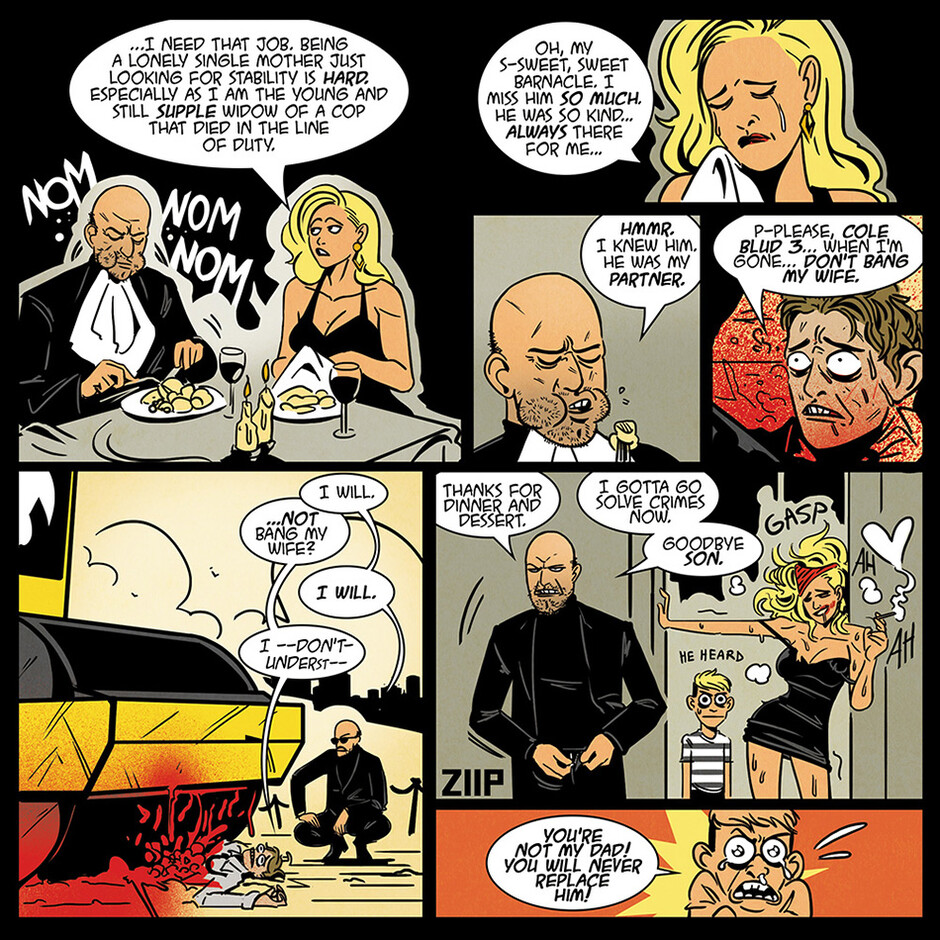 ...I NEED THAT JOB. BEING
A LONELY SINGLE MOTHER JUST
LOOKING FOR STABILITY IS HARD.
ESPECIALLY AS I AM THE YOUNG AND
STILL SUPPLE WIDOW OF A COP
THAT DIED IN THE LINE
OF DUTY.
NOM
NOM
NOM
OH, MY
S-SWEET, SWEET
BARNACLE. I
MISS HIM SO MUCH.
HE WAS SO KIND...
ALWAYS THERE
FOR ME...
HMMR.
I KNEW HIM.
HE WAS MY
PARTNER.
P-PLEASE, COLE
BLUD 3... WHEN I'M
GONE... DON'T BANG
MY WIFE.
I WILL.
...NOT
BANG MY
WIFE?
I WILL.
I --DON'T-
UNDERST--
THANKS FOR
DINNER AND
DESSERT.
I GOTTA GO
SOLVE CRIMES
NOW.
GOODBYE
SON.
GASP
AH
AH
HE HEARD
ZIIP
YOU'RE
NOT MY DAD!
YOU WILL NEVER
REPLACE
HIM!